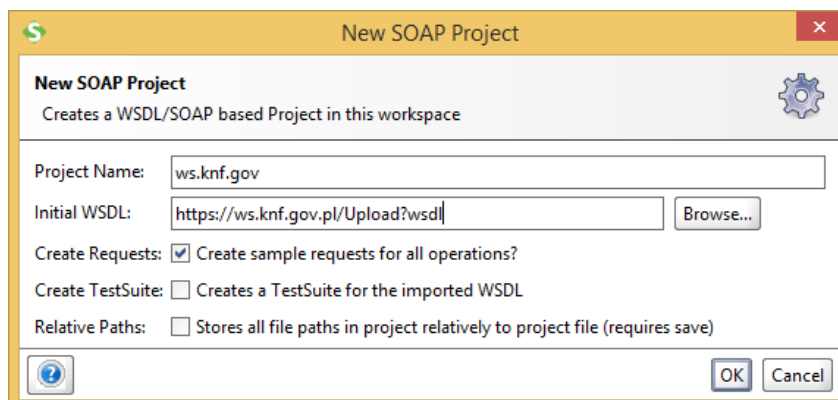 New SOAP Project
New SOAP Project
Creates a WSDL/SOAP based Project in this workspace
Project Name: ws.knf.gov
Initial WSDL: https://ws.knf.gov.pl/Upload?wsdl Browse...
Create Requests: Create sample requests for all operations?
Create TestSuite: Creates a TestSuite for the imported WSDL
Relative Paths: Stores all file paths in project relatively to project file (requires save)
OK Cancel